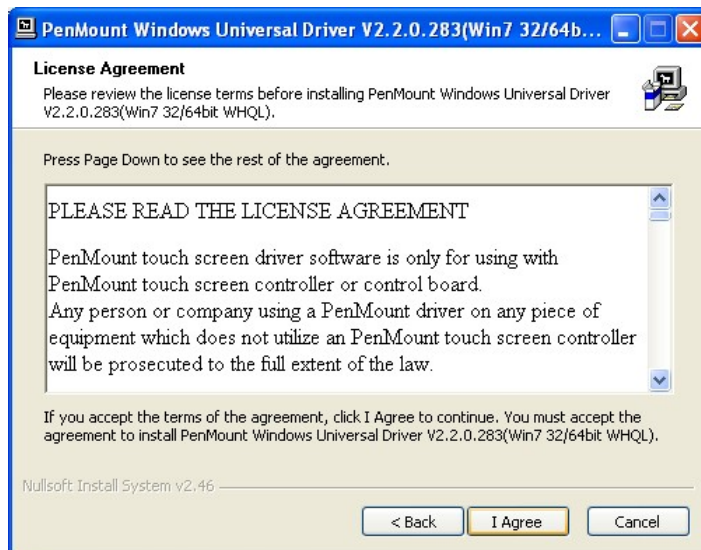 PenMount Windows Universal Driver V2.2.0.283(Win7 32/64b...
License Agreement
Please review the license terms before installing PenMount Windows Universal Driver
V2.2.0.283(Win7 32/64bit WHQL).
Press Page Down to see the rest of the agreement.
PLEASE READ THE LICENSE AGREEMENT
PenMount touch screen driver software is only for using with
PenMount touch screen controller or control board.
Any person or company using a PenMount driver on any piece of
equipment which does not utilize an PenMount touch screen controller
will be prosecuted to the full extent of the law.
If you accept the terms of the agreement, click I Agree to continue. You must accept the
agreement to install PenMount Windows Universal Driver V2.2.0.283(Win7 32/64bit WHQL).
Nullsoft Install System v2.46
< Back I Agree Cancel